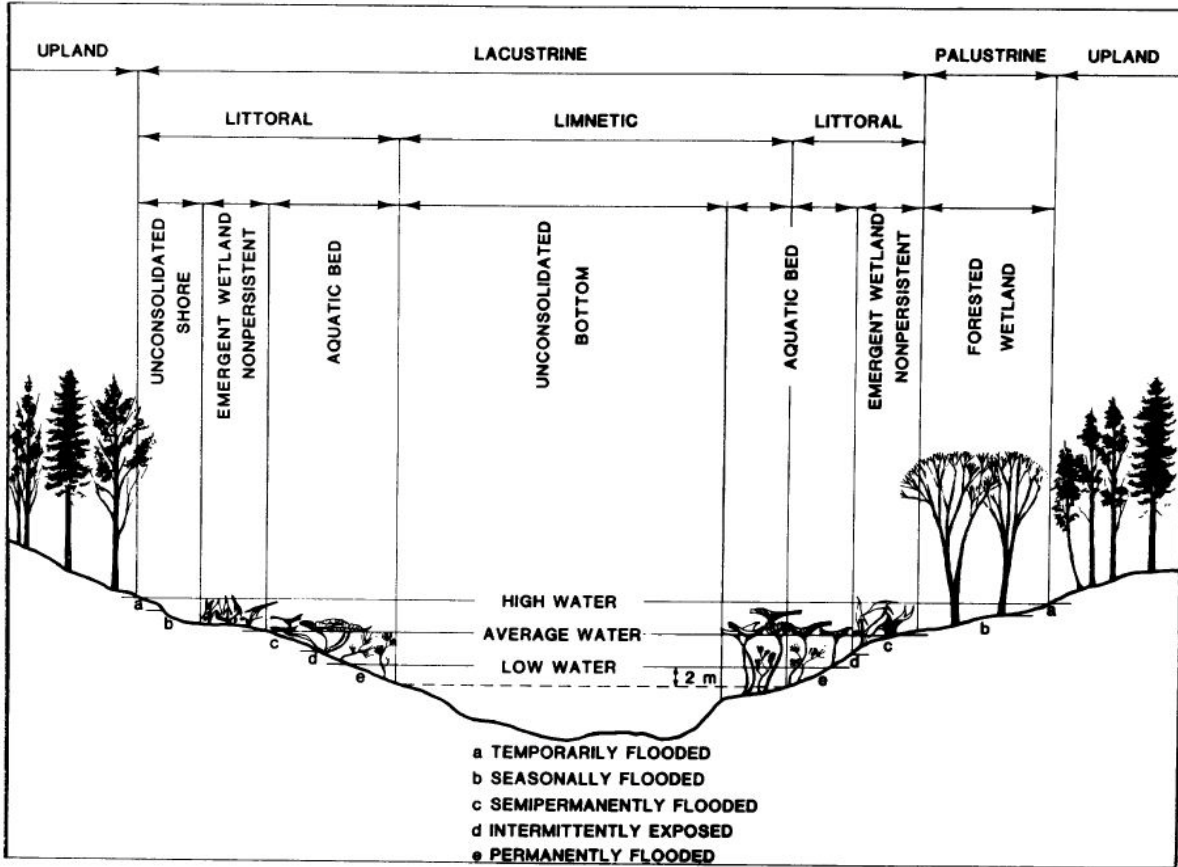 UPLAND
LACUSTRINE
PALUSTRINE
UPLAND
LITTORAL
LIMNETIC
LITTORAL
UNCONSOLIDATED
SHORE
EMERGENT WETLAND
NONPERSISTENT
AQUATIC BED
UNCONSOLIDATED
BOTTOM
AQUATIC BED
EMERGENT WETLAND
NONPERSISTENT
FORESTED
WETLAND
HIGH WATER
AVERAGE WATER
LOW WATER
2 m
a
b
c
d
e
e
d
c
b
a
a TEMPORARILY FLOODED
b SEASONALLY FLOODED
c SEMIPERMANENTLY FLOODED
d INTERMITTENTLY EXPOSED
e PERMANENTLY FLOODED